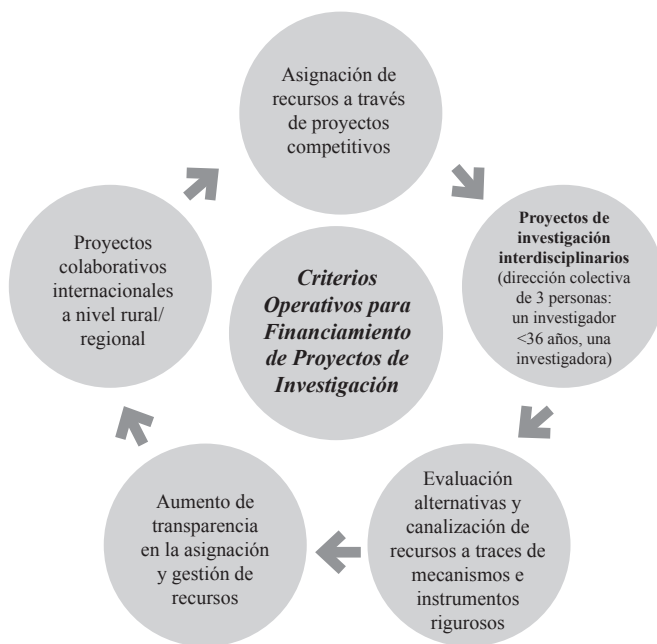 Asignación de
recursos a través
de proyectos
competitivos
Proyectos de
investigación
interdisciplinarios
(dirección colectiva
de 3 personas:
un investigador
<36 años, una
investigadora)
Evaluación
alternativas y
canalización de
recursos a traces de
mecanismos e
instrumentos
rigurosos
Aumento de
transparencia
en la asignación
y gestión de
recursos
Proyectos
colaborativos
internacionales
a nivel rural/
regional
Criterios
Operativos para
Financiamiento
de Proyectos de
Investigación